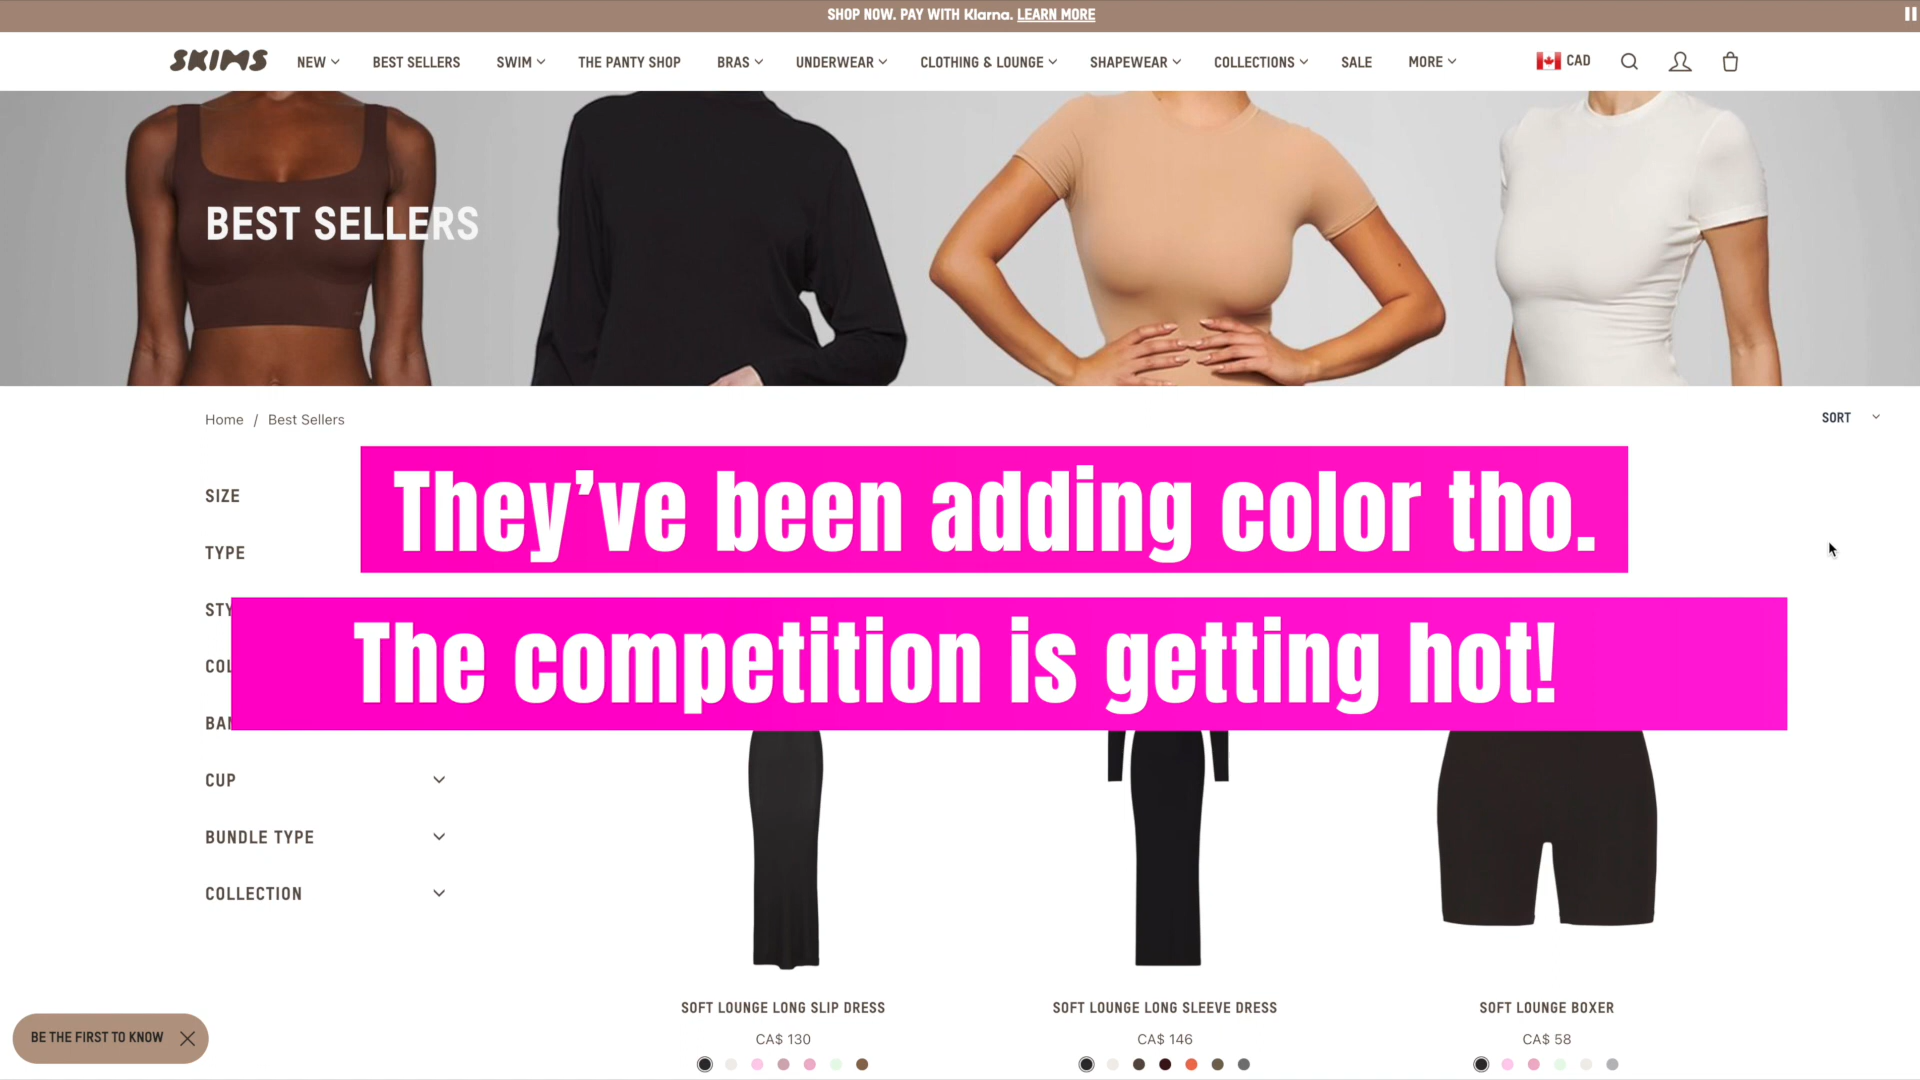 SHOP NOW. PAY WITH Klarna. LEARN MORE
SKIMS NEW BEST SELLERS SWIM THE PANTY SHOP BRAS UNDERWEAR CLOTHING & LOUNGE SHAPEWEAR COLLECTIONS SALE MORE CAD
BEST SELLERS
Home / Best Sellers
SORT
SIZE
They’ve been adding color tho.
TYPE
STY
The competition is getting hot!
COL
BAN
CUP
BUNDLE TYPE
COLLECTION
SOFT LOUNGE LONG SLIP DRESS
CA$ 130
SOFT LOUNGE LONG SLEEVE DRESS
CA$ 146
SOFT LOUNGE BOXER
CA$ 58
BE THE FIRST TO KNOW